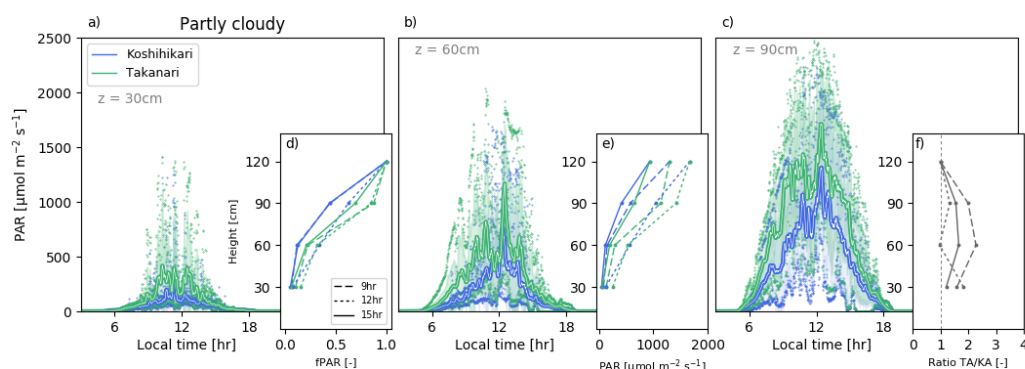 a)
Partly cloudy
b)
c)
2500
2000
1500
1000
500
0
PAR [µmol m⁻² s⁻¹]
Koshihikari
Takanari
z = 30cm
z = 60cm
z = 90cm
6 12 18
Local time [hr]
6 12 18
Local time [hr]
6 12 18
Local time [hr]
d)
120
90
60
30
Height [cm]
9hr
12hr
15hr
0.0 0.5 1.0
fPAR [-]
e)
120
90
60
30
0 1000 2000
PAR [µmol m⁻² s⁻¹]
f)
120
90
60
30
0 1 2 3 4
Ratio TA/KA [-]